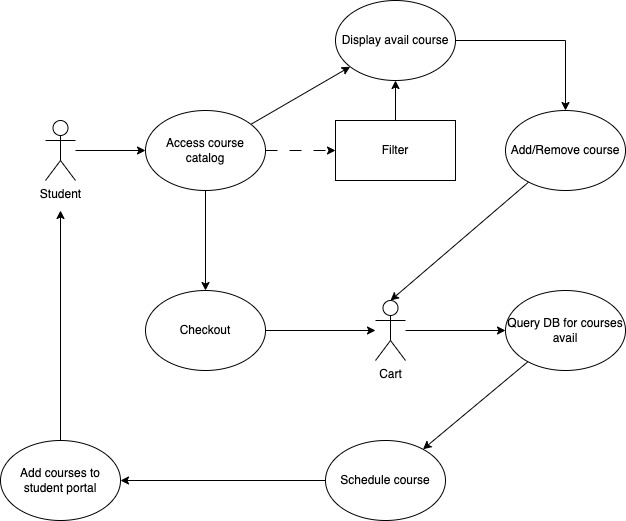 Display avail course
Access course
catalog
Filter
Add/Remove course
Student
Checkout
Query DB for courses
avail
Cart
Add courses to
student portal
Schedule course